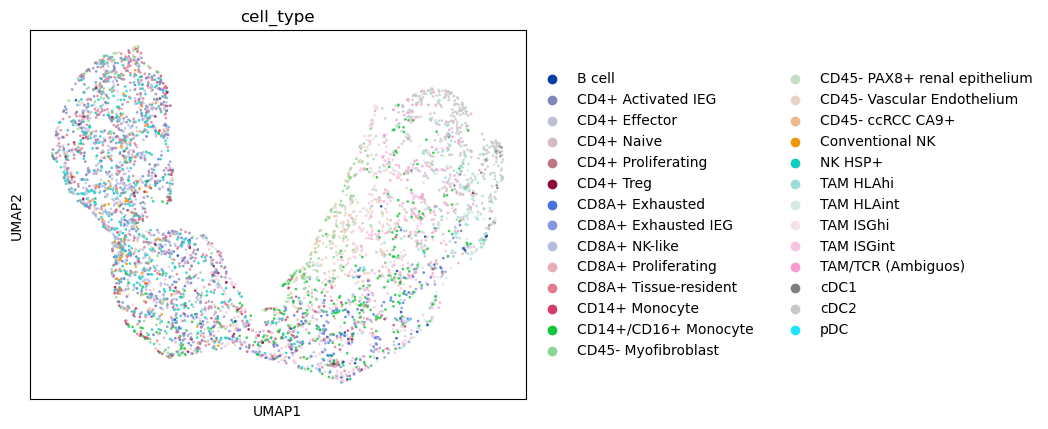 cell_type
UMAP2
UMAP1
B cell
CD4+ Activated IEG
CD4+ Effector
CD4+ Naive
CD4+ Proliferating
CD4+ Treg
CD8A+ Exhausted
CD8A+ Exhausted IEG
CD8A+ NK-like
CD8A+ Proliferating
CD8A+ Tissue-resident
CD14+ Monocyte
CD14+/CD16+ Monocyte
CD45- Myofibroblast
CD45- PAX8+ renal epithelium
CD45- Vascular Endothelium
CD45- ccRCC CA9+
Conventional NK
NK HSP+
TAM HLAhi
TAM HLAint
TAM ISGhi
TAM ISGint
TAM/TCR (Ambiguos)
cDC1
cDC2
pDC